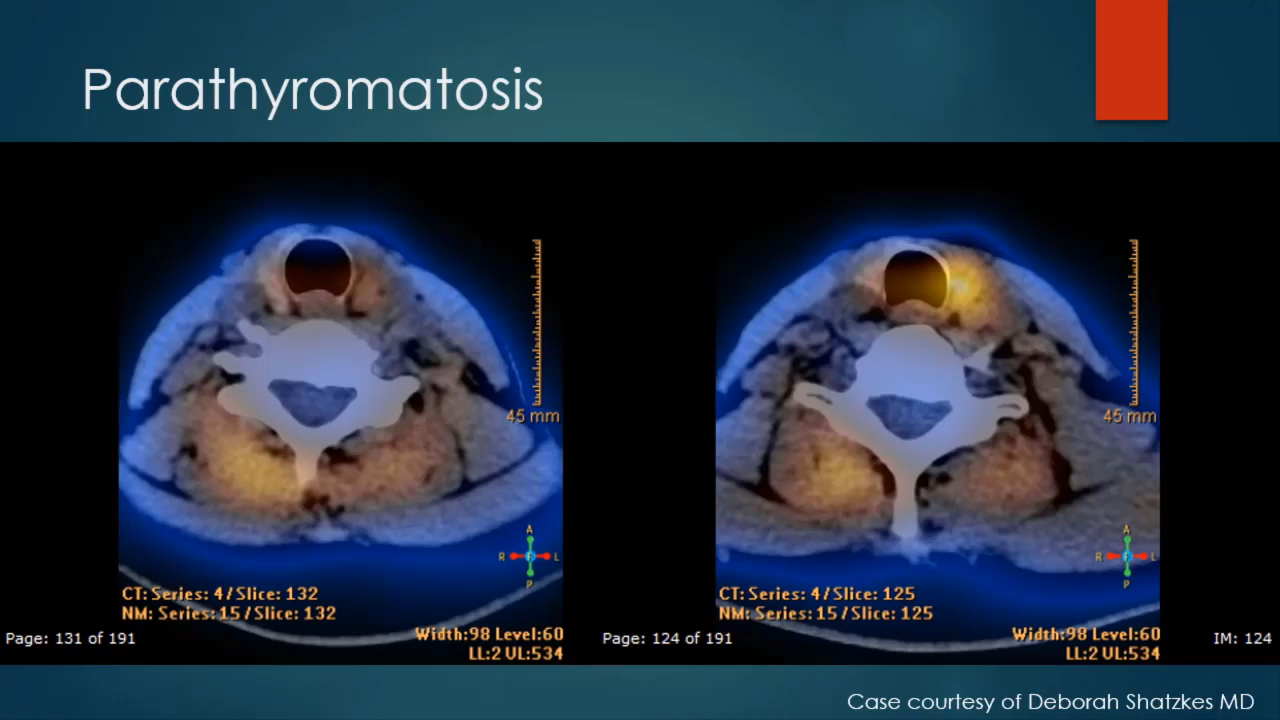 Parathyromatosis
45 mm
A
R L
P
CT: Series: 4 / Slice: 132
NM: Series: 15 / Slice: 132
Page: 131 of 191
Width:98 Level:60
LL:2 UL:534
45 mm
A
R L
P
CT: Series: 4 / Slice: 125
NM: Series: 15 / Slice: 125
Page: 124 of 191
Width:98 Level:60
LL:2 UL:534
IM: 124
Case courtesy of Deborah Shatzkes MD